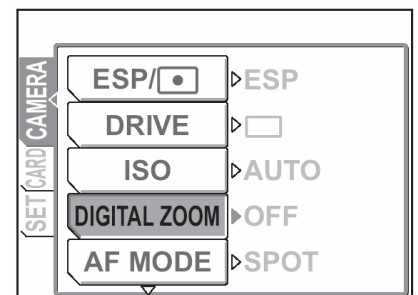 CAMERA
CARD
SET
ESP/ ESP
DRIVE
ISO AUTO
DIGITAL ZOOM OFF
AF MODE SPOT